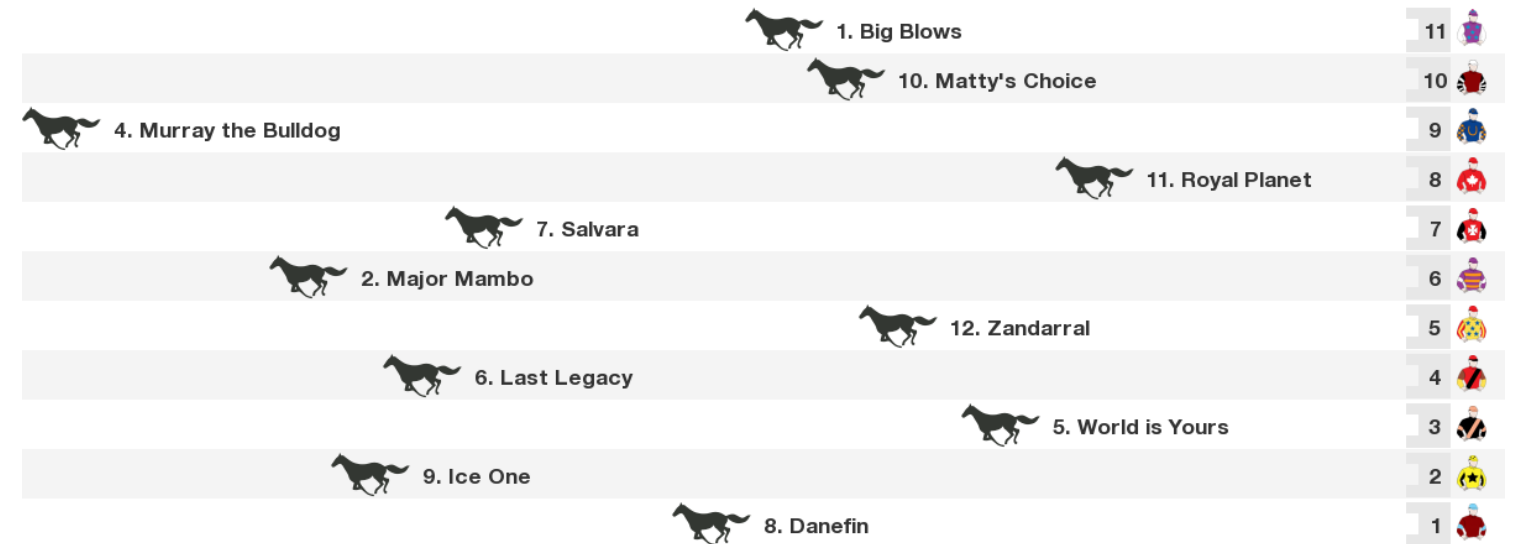 1. Big Blows 11
10. Matty's Choice 10
4. Murray the Bulldog 9
11. Royal Planet 8
7. Salvara 7
2. Major Mambo 6
12. Zandarral 5
6. Last Legacy 4
5. World is Yours 3
9. Ice One 2
8. Danefin 1